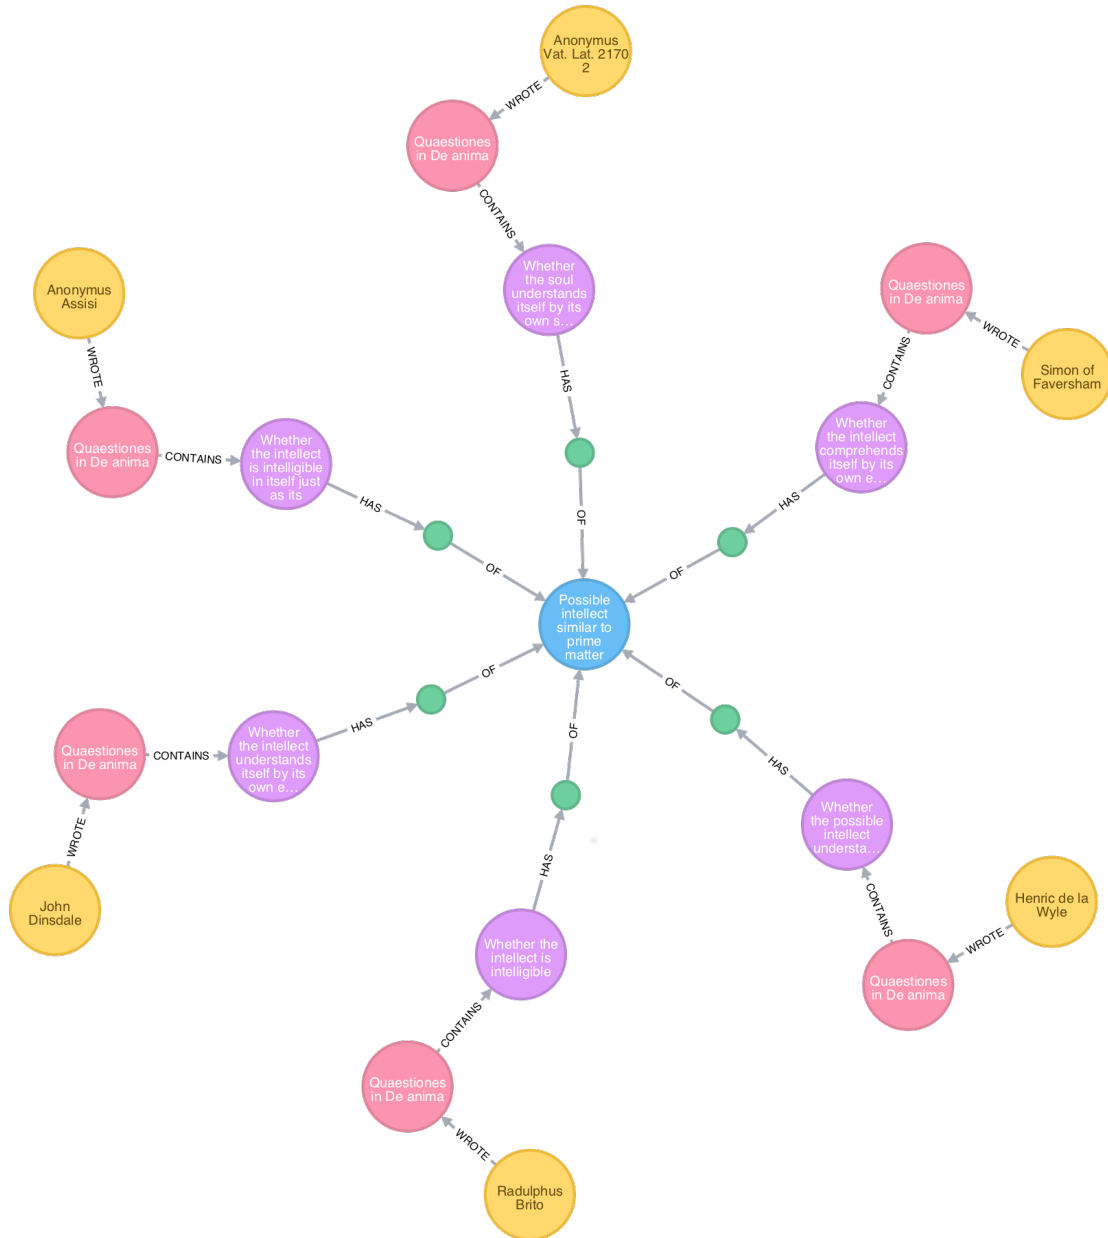 Anonymus
Vat. Lat. 2170
2
WROTE
Quaestiones
in De anima
CONTAINS
Whether
the soul
understands
itself by its
own s...
HAS
OF
Anonymus
Assisi
WROTE
Quaestiones
in De anima
CONTAINS
Whether
the intellect
is intelligible
in itself just
as its
HAS
OF
Quaestiones
in De anima
WROTE
Simon of
Faversham
CONTAINS
Whether
the intellect
comprehends
itself by its
own e...
HAS
OF
Possible
intellect
similar to
prime
matter
Quaestiones
in De anima
CONTAINS
Whether
the intellect
understands
itself by its
own e...
HAS
OF
WROTE
John
Dinsdale
OF
HAS
Whether the
intellect is
intelligible
CONTAINS
Quaestiones
in De anima
WROTE
Radulphus
Brito
OF
HAS
Whether
the possible
intellect
understa...
CONTAINS
Quaestiones
in De anima
WROTE
Henric de la
Wyle